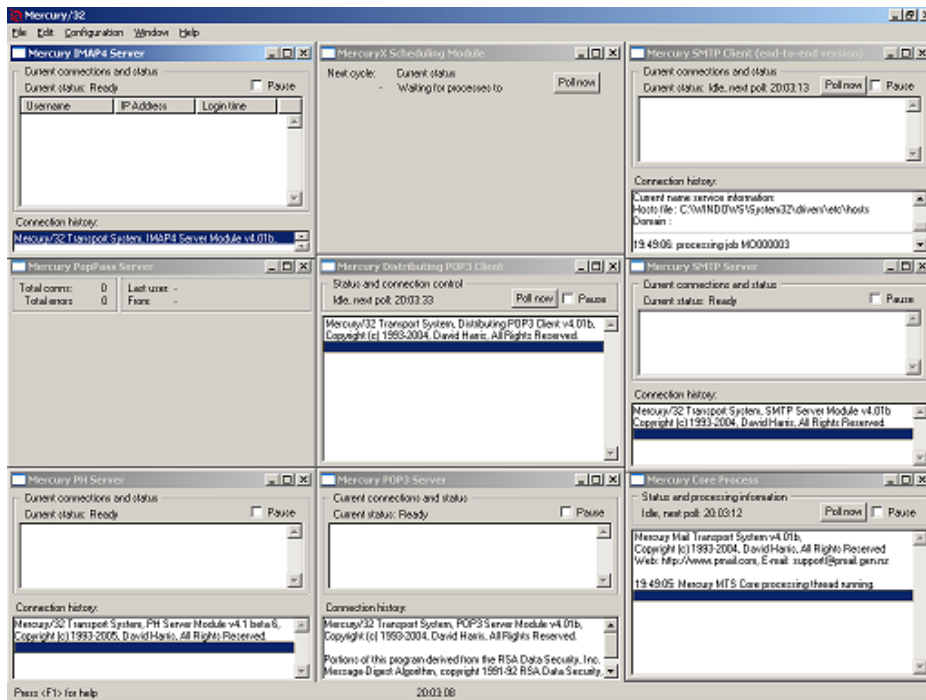 Mercury/32
File Edit Configuration Window Help
Mercury IMAP4 Server
Current connections and status
Current status: Ready
Pause
Username IP Address Login time
Connection history:
Mercury/32 Transport System, IMAP4 Server Module v4.01b,
MercuryX Scheduling Module
Next cycle: Current status
- Waiting for processes to
Poll now
Mercury SMTP Client (end-to-end version)
Current connections and status
Current status: Idle, next poll: 20:03:13 Poll now Pause
Connection history:
Current name service information:
Hosts file : C:\WINDOWS\System32\drivers\etc\hosts
Domain :
19:49:06: processing job MO000003
Mercury PopPass Server
Total conns: 0 Last user: -
Total errors: 0 From: -
Mercury Distributing POP3 Client
Status and connection control
Idle, next poll: 20:03:33 Poll now Pause
Mercury/32 Transport System, Distributing POP3 Client v4.01b,
Copyright (c) 1993-2004, David Harris, All Rights Reserved.
Mercury SMTP Server
Current connections and status
Current status: Ready Pause
Connection history:
Mercury/32 Transport System, SMTP Server Module v4.01b
Copyright (c) 1993-2004, David Harris, All Rights Reserved.
Mercury PH Server
Current connections and status
Current status: Ready Pause
Connection history:
Mercury/32 Transport System, PH Server Module v4.1 beta 6,
Copyright (c) 1993-2005, David Harris, All Rights Reserved.
Mercury POP3 Server
Current connections and status
Current status: Ready Pause
Connection history:
Mercury/32 Transport System, POP3 Server Module v4.01b,
Copyright (c) 1993-2004, David Harris, All Rights Reserved.
Portions of this program derived from the RSA Data Security, Inc.
Message-Digest Algorithm, copyright 1991-92 RSA Data Security,
Mercury Core Process
Status and processing information
Idle, next poll: 20:03:12 Poll now Pause
Mercury Mail Transport System v4.01b,
Copyright (c) 1993-2004, David Harris, All Rights Reserved
Web: http://www.pmail.com, E-mail: support@pmail.gen.nz
19:49:05: Mercury MTS Core processing thread running.
Press <F1> for help
20:03:08